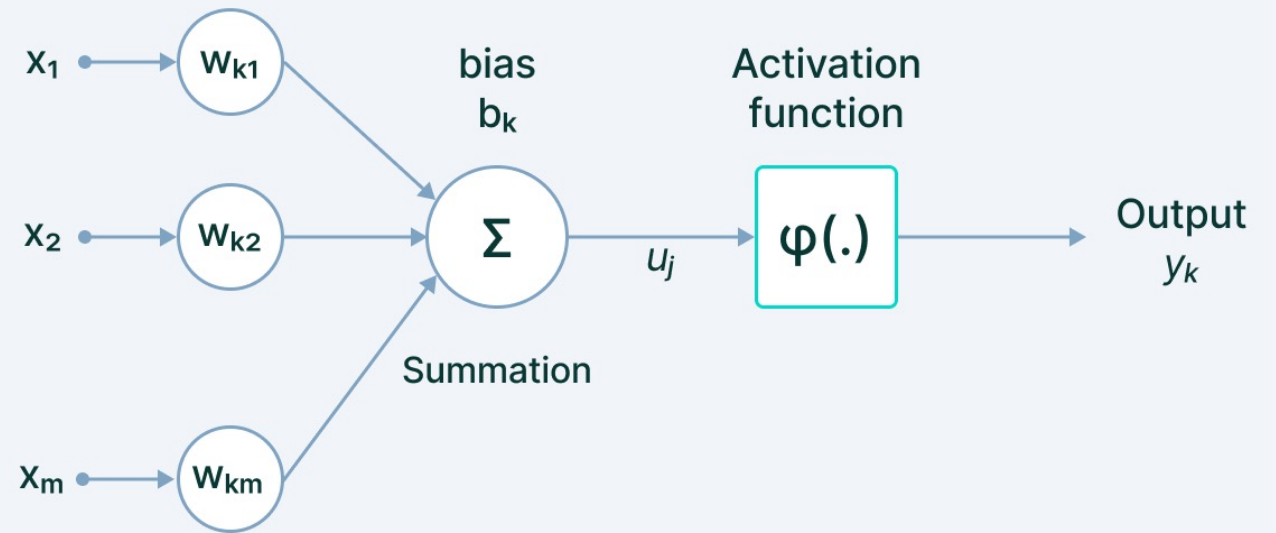 x₁
wₖ₁
bias
bₖ
Activation
function
x₂
wₖ₂
Σ
uⱼ
φ(.)
Output
yₖ
Summation
xₘ
wₖₘ